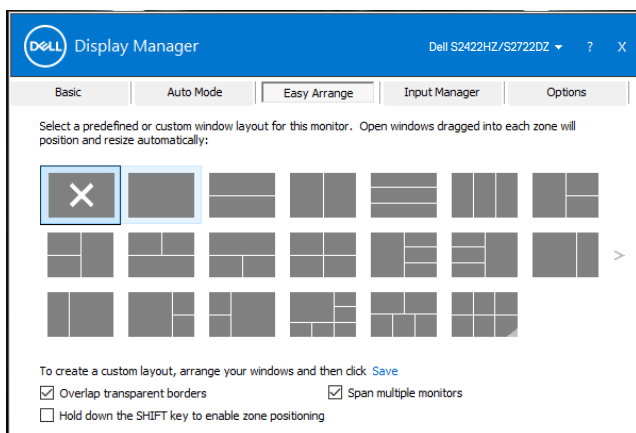 DELL Display Manager Dell S2422HZ/S2722DZ ? X
Basic Auto Mode Easy Arrange Input Manager Options
Select a predefined or custom window layout for this monitor. Open windows dragged into each zone will
position and resize automatically:
To create a custom layout, arrange your windows and then click Save
Overlap transparent borders Span multiple monitors
Hold down the SHIFT key to enable zone positioning